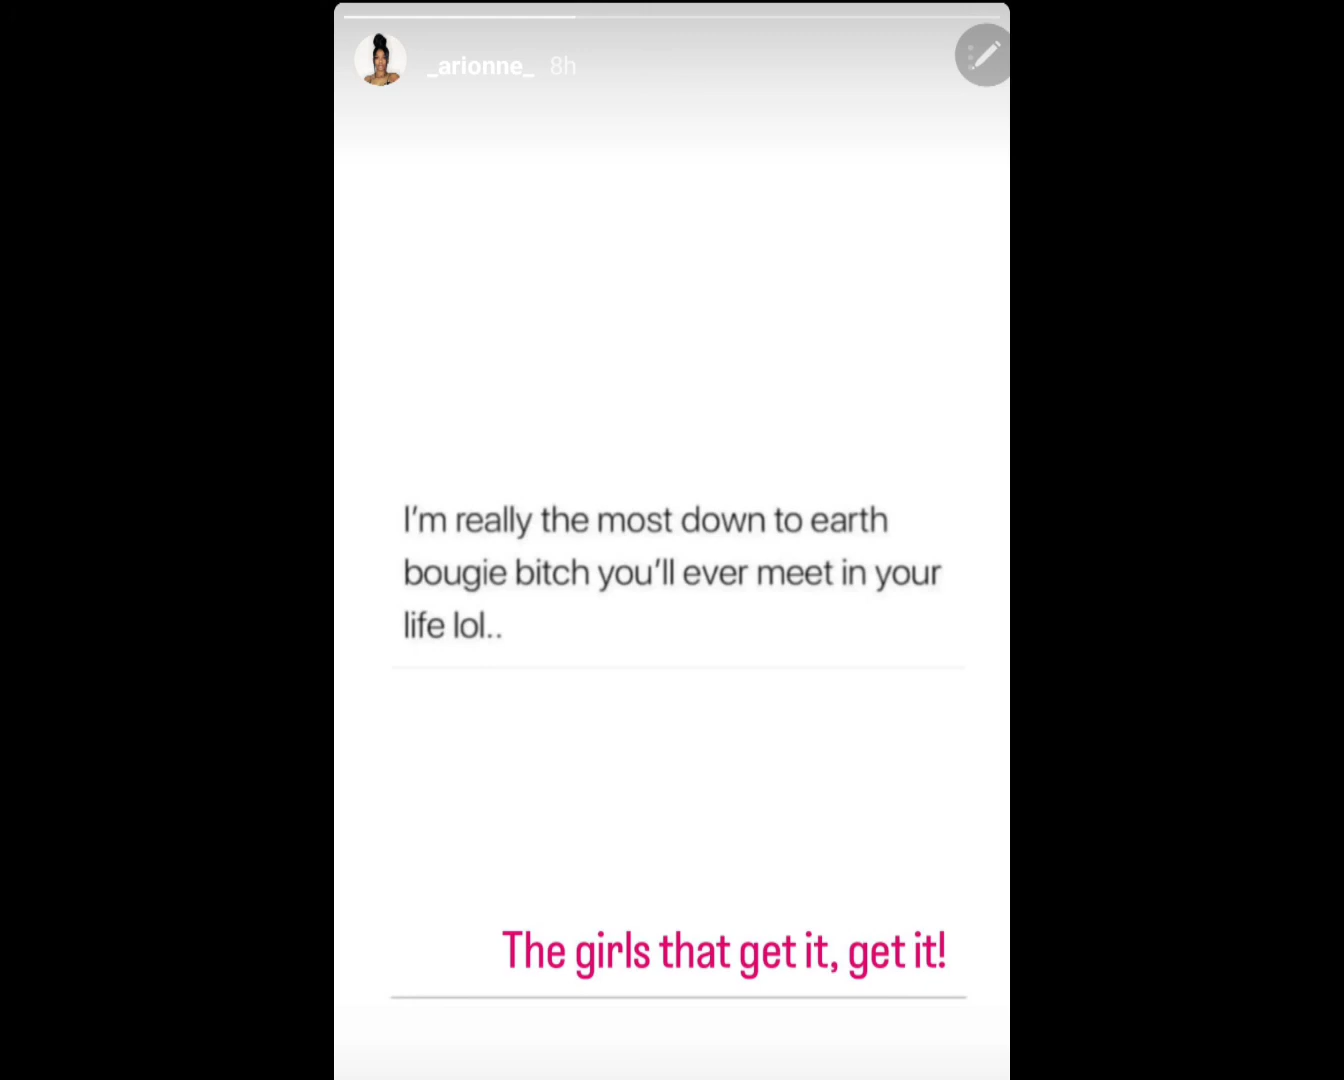 _arionne_ 8h
I'm really the most down to earth
bougie bitch you'll ever meet in your
life lol..
The girls that get it, get it!